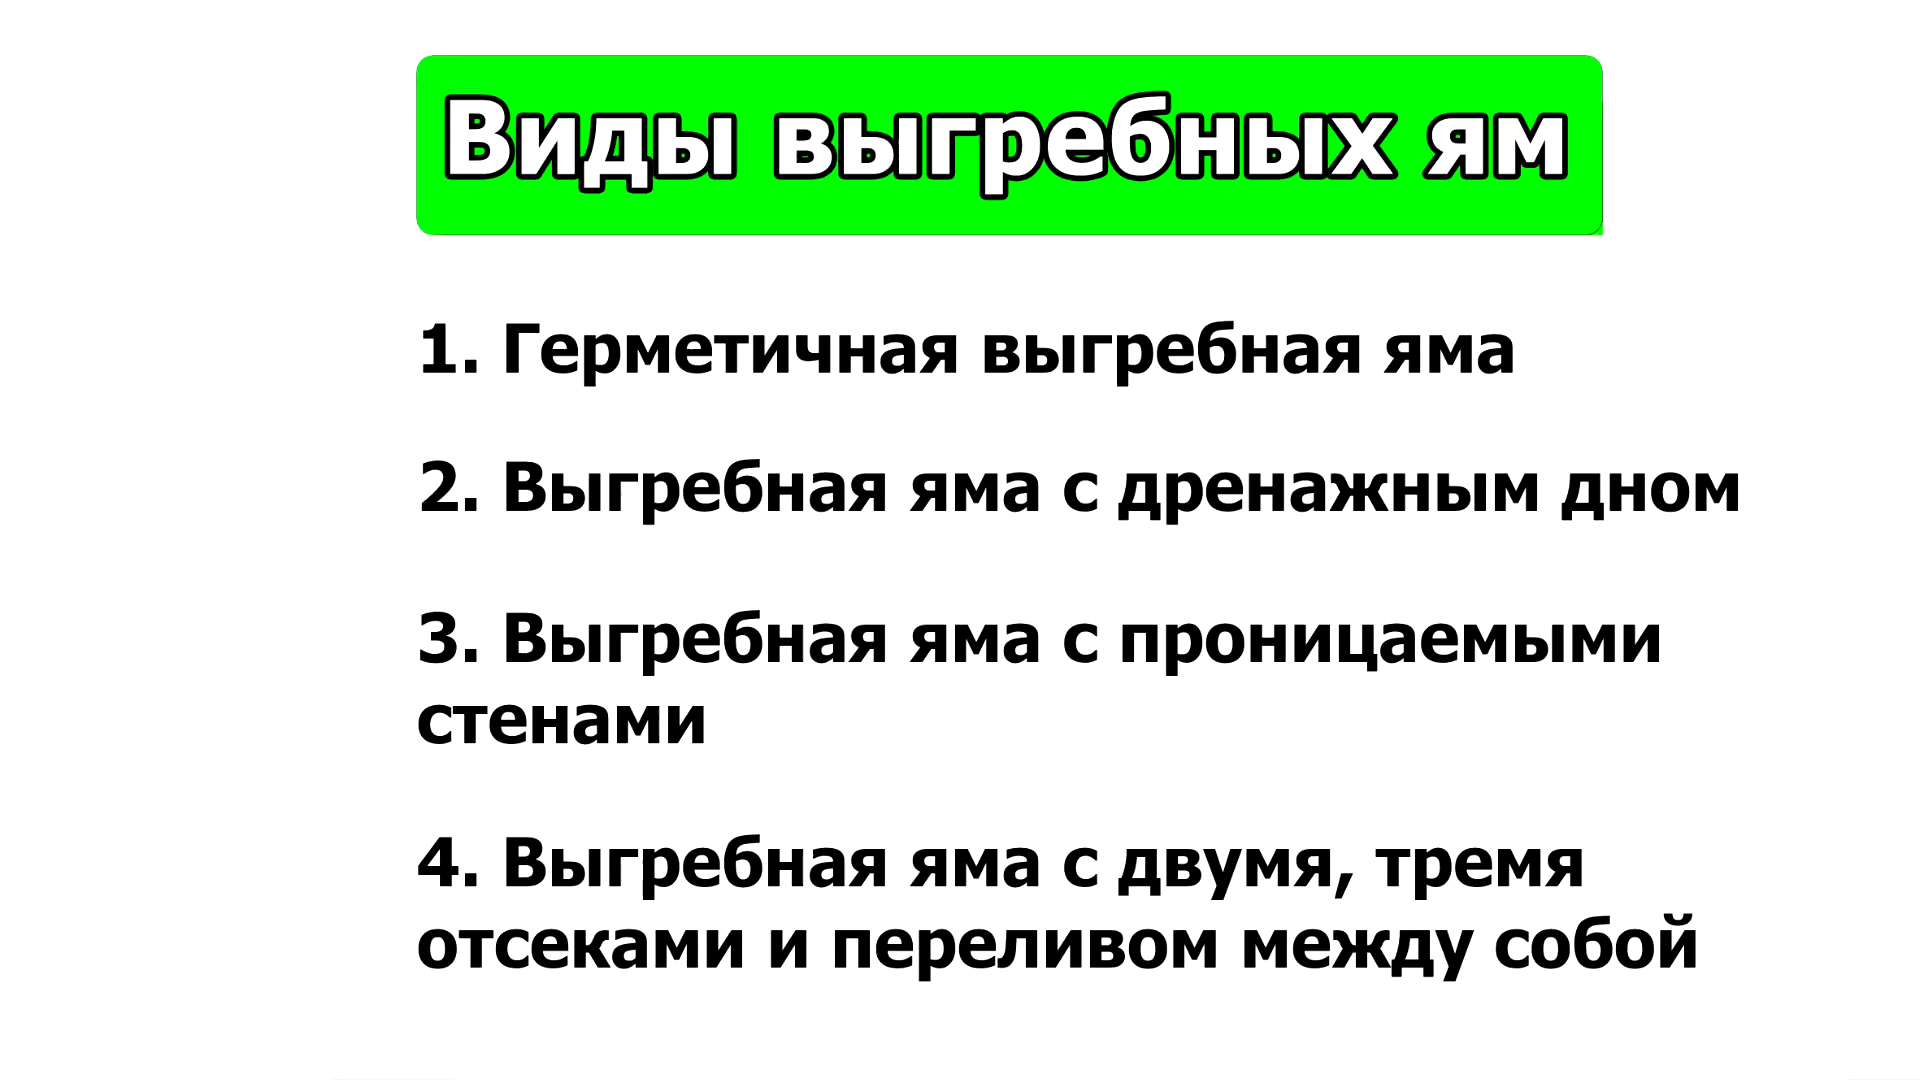 Виды выгребных ям
1. Герметичная выгребная яма
2. Выгребная яма с дренажным дном
3. Выгребная яма с проницаемыми
стенами
4. Выгребная яма с двумя, тремя
отсеками и переливом между собой